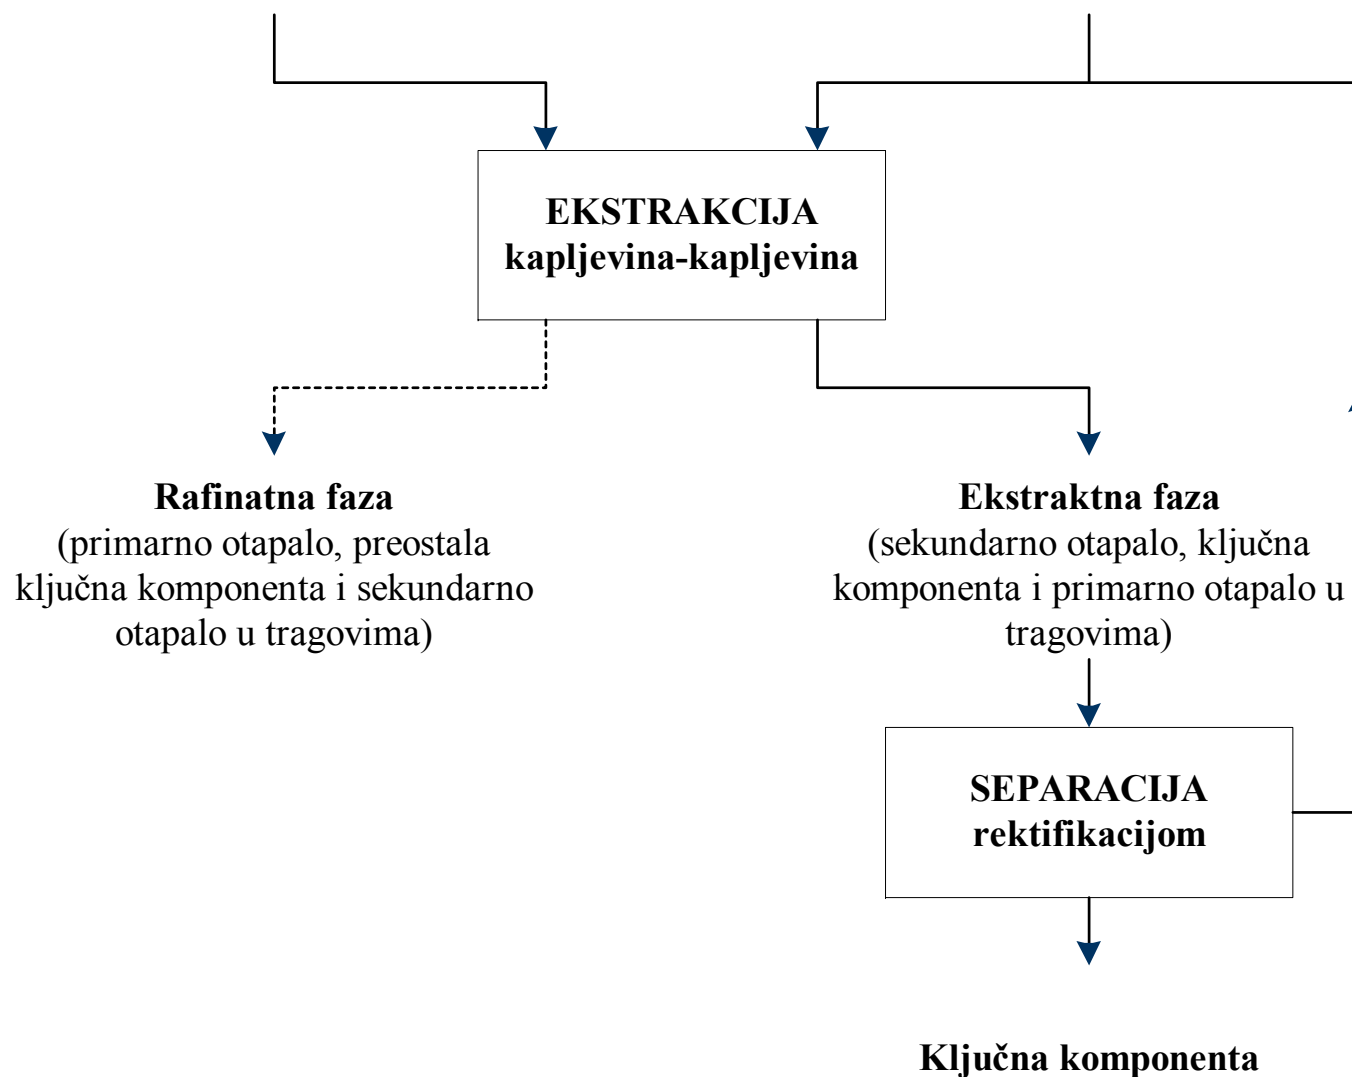 EKSTRAKCIJA
kapljevina-kapljevina
Rafinatna faza
(primarno otapalo, preostala
ključna komponenta i sekundarno
otapalo u tragovima)
Ekstraktna faza
(sekundarno otapalo, ključna
komponenta i primarno otapalo u
tragovima)
SEPARACIJA
rektifikacijom
Ključna komponenta